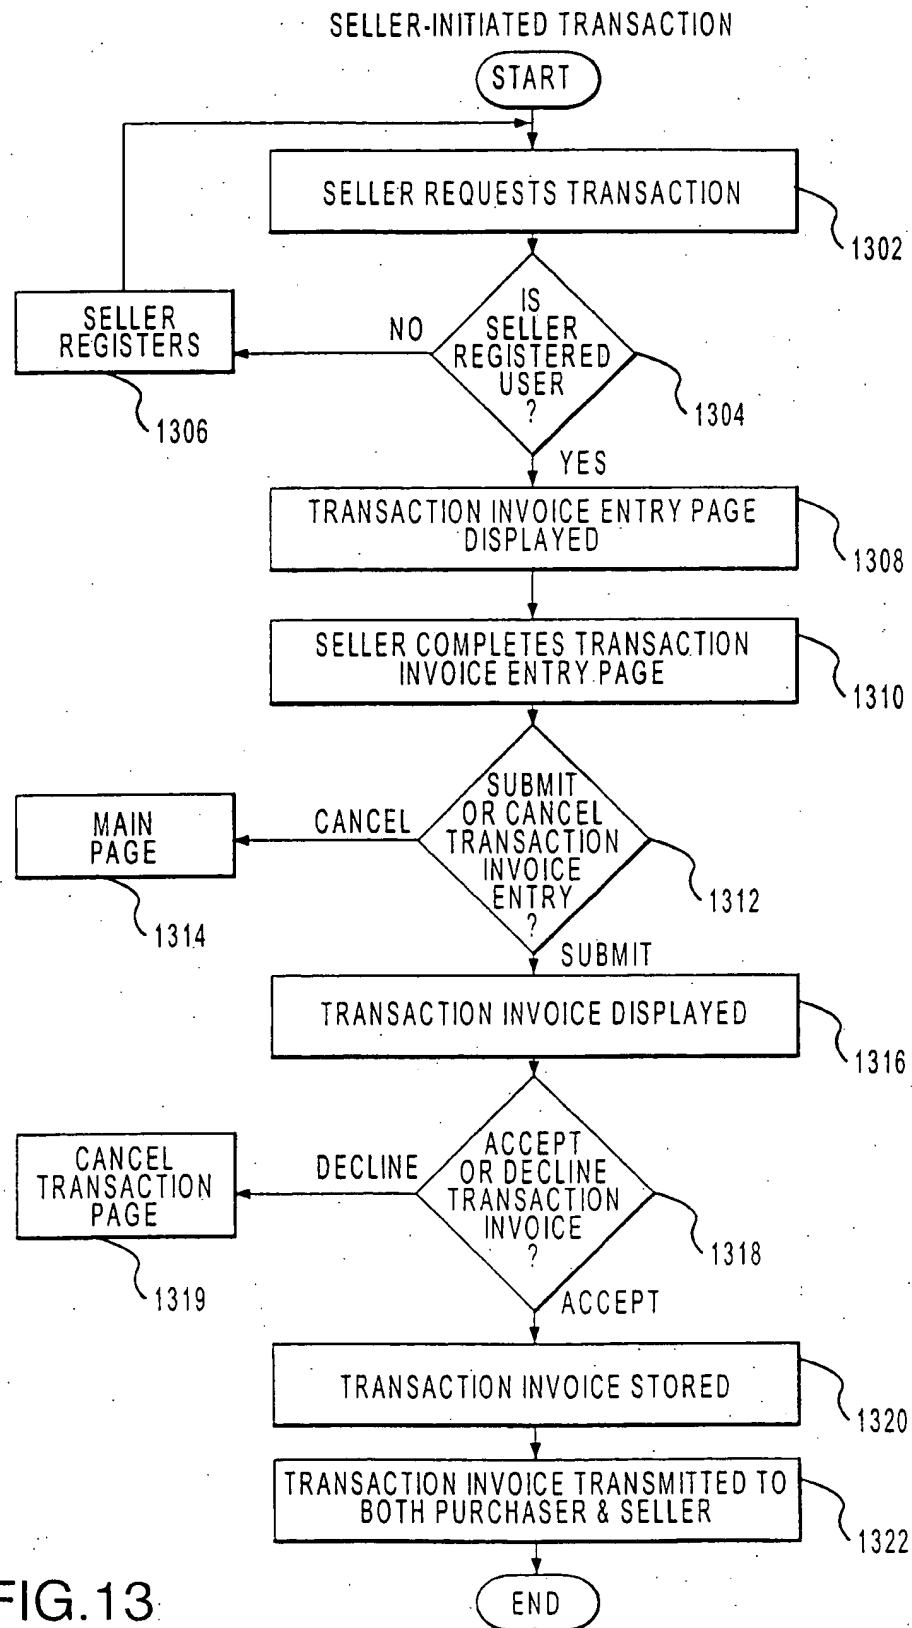 SELLER-INITIATED TRANSACTION
START
SELLER REQUESTS TRANSACTION
1302
IS
SELLER
REGISTERED
USER
?
1304
NO
SELLER
REGISTERS
1306
YES
TRANSACTION INVOICE ENTRY PAGE
DISPLAYED
1308
SELLER COMPLETES TRANSACTION
INVOICE ENTRY PAGE
1310
SUBMIT
OR CANCEL
TRANSACTION
INVOICE
ENTRY
?
1312
CANCEL
MAIN
PAGE
1314
SUBMIT
TRANSACTION INVOICE DISPLAYED
1316
ACCEPT
OR DECLINE
TRANSACTION
INVOICE
?
1318
DECLINE
CANCEL
TRANSACTION
PAGE
1319
ACCEPT
TRANSACTION INVOICE STORED
1320
TRANSACTION INVOICE TRANSMITTED TO
BOTH PURCHASER & SELLER
1322
END
FIG.13